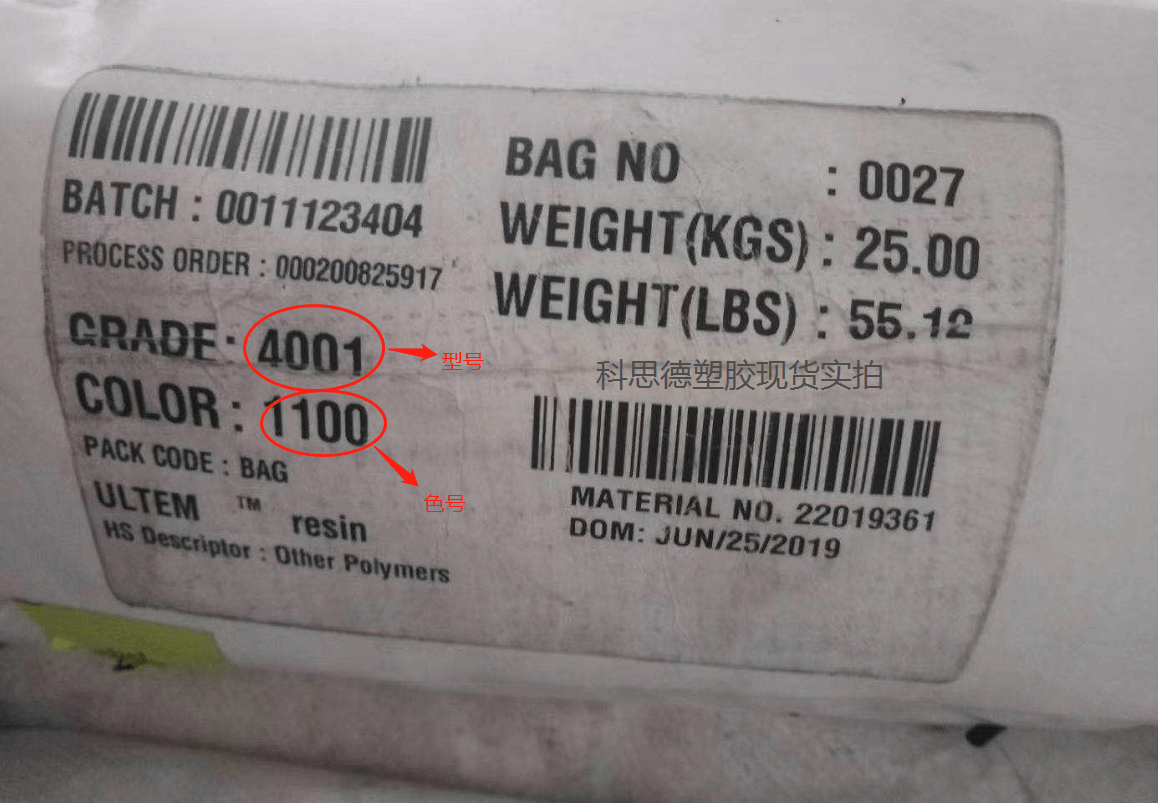 BATCH : 0011123404
PROCESS ORDER : 000200825917
GRADE : 4001
型号
COLOR : 1100
色号
PACK CODE : BAG
ULTEM ™ resin
HS Descriptor : Other Polymers
BAG NO : 0027
WEIGHT(KGS) : 25.00
WEIGHT(LBS) : 55.12
科思德塑胶现货实拍
MATERIAL NO. 22019361
DOM: JUN/25/2019